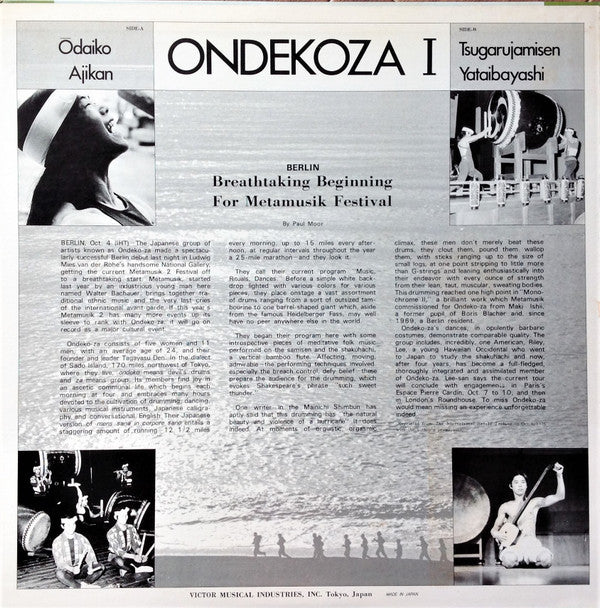 SIDE-A
Odaiko
Ajikan
ONDEKOZA I
SIDE-B
Tsugarujamisen
Yataibayashi
BERLIN
Breathtaking Beginning
For Metamusik Festival
By Paul Moor
BERLIN, Oct. 4 (IHT)-The Japanese group of
artists known as Ondeko-za made a spectacu-
larly successful Berlin debut last night in Ludwig
Mies van der Rohe's handsome National Gallery,
getting the current Metamusik 2 Festival off
to a breathtaking start. Metamusik, started
last year by an industrious young man here
named Walter Bachauer, brings together tra-
ditional ethnic music and the very last cries
of the international avant garde. If this year's
Metamusik 2 has many more events up its
sleeve to rank with Ondeko-za, it will go on
record as a major cultural event.
Ondeko-za consists of five women and 11
men, with an average age of 24, and their
founder and leader Tagayasu Den. In the dialect
of Sado Island, 170 miles northwest of Tokyo,
where they live, ondeko means devil's drums
and za means group. Its members find joy in
an ascetic communal life which begins each
morning at four and embraces many hours
devoted to the cultivation of drumming, dancing,
various musical instruments, Japanese calligra-
phy and conversational English. Their Japanese
version of mens sana in corpore sano entails a
staggering amount of running: 12 1/2 miles
every morning, up to 15 miles every after-
noon, at regular intervals throughout the year
a 25-mile marathon-and they look it.
They call their current program "Music,
Rituals, Dances." Before a simple white back-
drop lighted with various colors for various
pieces, they place onstage a vast assortment
of drums ranging from a sort of outsized tam-
bourine to one barrel-shaped giant which, aside
from the famous Heidelberger Fass, may well
have no peer anywhere else in the world.
They began their program here with some
introspective pieces of meditative folk music,
performed on the samisen and the shakuhachi,
a vertical bamboo flute. Affecting, moving,
admirable-the performing techniques involved,
especially the breath control, defy belief-these
prepare the audience for the drumming, which
evokes Shakespeare's phrase "such sweet
thunder."
One writer in the Mainichi Shimbun has
aptly said that this drumming has "the natural
beauty and violence of a hurricane." It does
indeed. At moments of orgiastic orgasmic
climax, these men don't merely beat these
drums, they clout them, pound them, wallop
them, with sticks ranging up to the size of
small logs, at one point stripping to little more
than G-strings and leaning enthusiastically into
their endeavor with every ounce of strength
from their lean, taut, muscular, sweating bodies.
This drumming reached one high point in "Mono-
chrome II," a brilliant work which Metamusik
commissioned for Ondeko-za from Maki Ishii,
a former pupil of Boris Blacher and, since
1969, a Berlin resident.
Ondeko-za's dances, in opulently barbaric
costumes, demonstrate comparable quality. The
group includes, incredibly, one American, Riley
Lee, a young Hawaiian Occidental who went
to Japan to study the shakuhachi and now,
after four years, has become a full-fledged,
thoroughly integrated and assimilated member
of Ondeko-za. Lee-san says the current tour
will conclude with engagements in Paris's
Espace Pierre Cardin, Oct. 7 to 10, and then
in London's Roundhouse. To miss Ondeko-za
would mean missing an experience unforgettable
indeed.
VICTOR MUSICAL INDUSTRIES, INC. Tokyo, Japan
MADE IN JAPAN